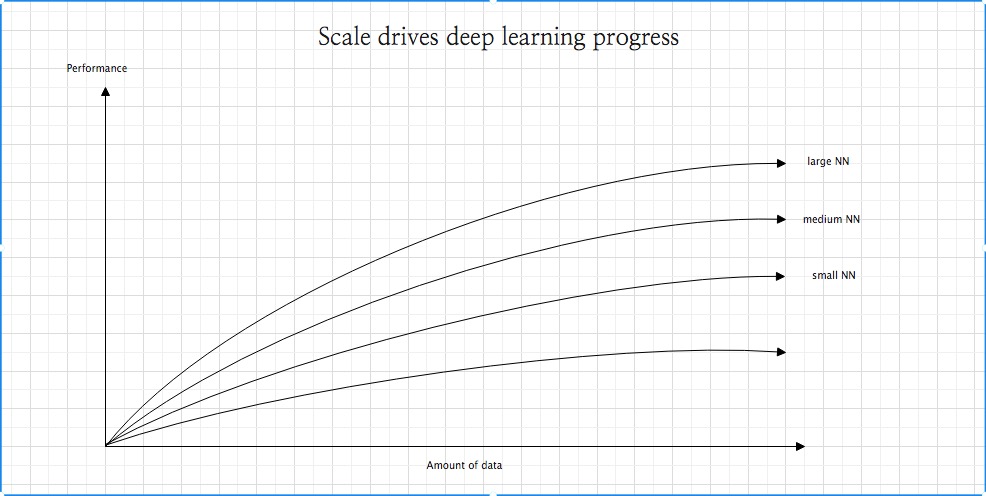 Scale drives deep learning progress
Performance
large NN
medium NN
small NN
Amount of data